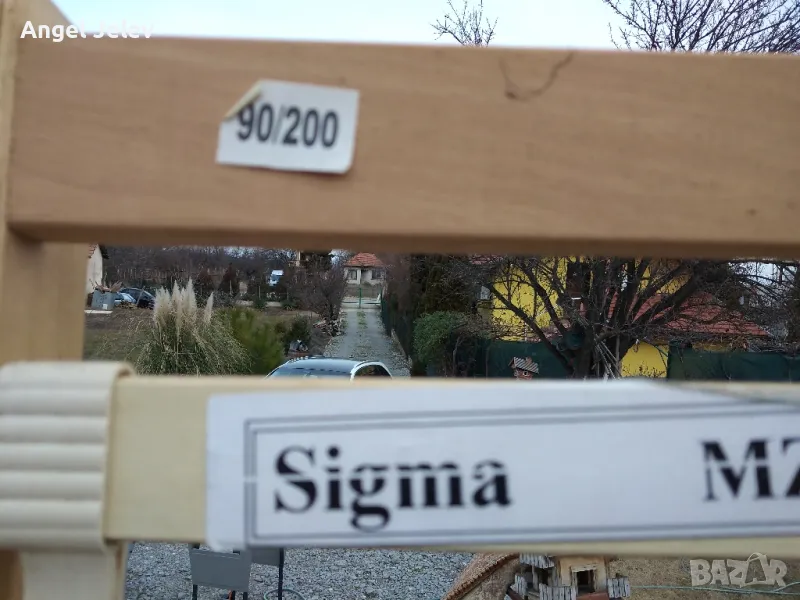 Angel Jelev
90/200
Sigma MZ
BAZAR